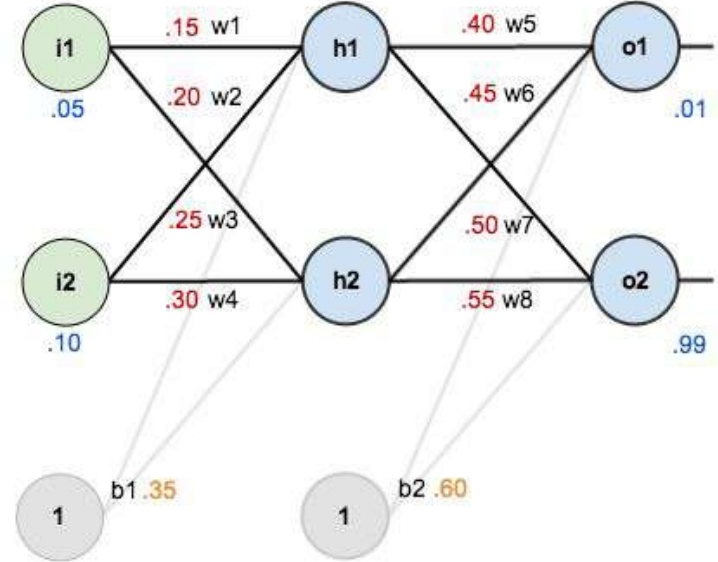 .15 w1
.40 w5
i1
h1
o1
.20 w2
.45 w6
.05
.01
.25 w3
.50 w7
i2
h2
o2
.30 w4
.55 w8
.10
.99
b1 .35
b2 .60
1
1